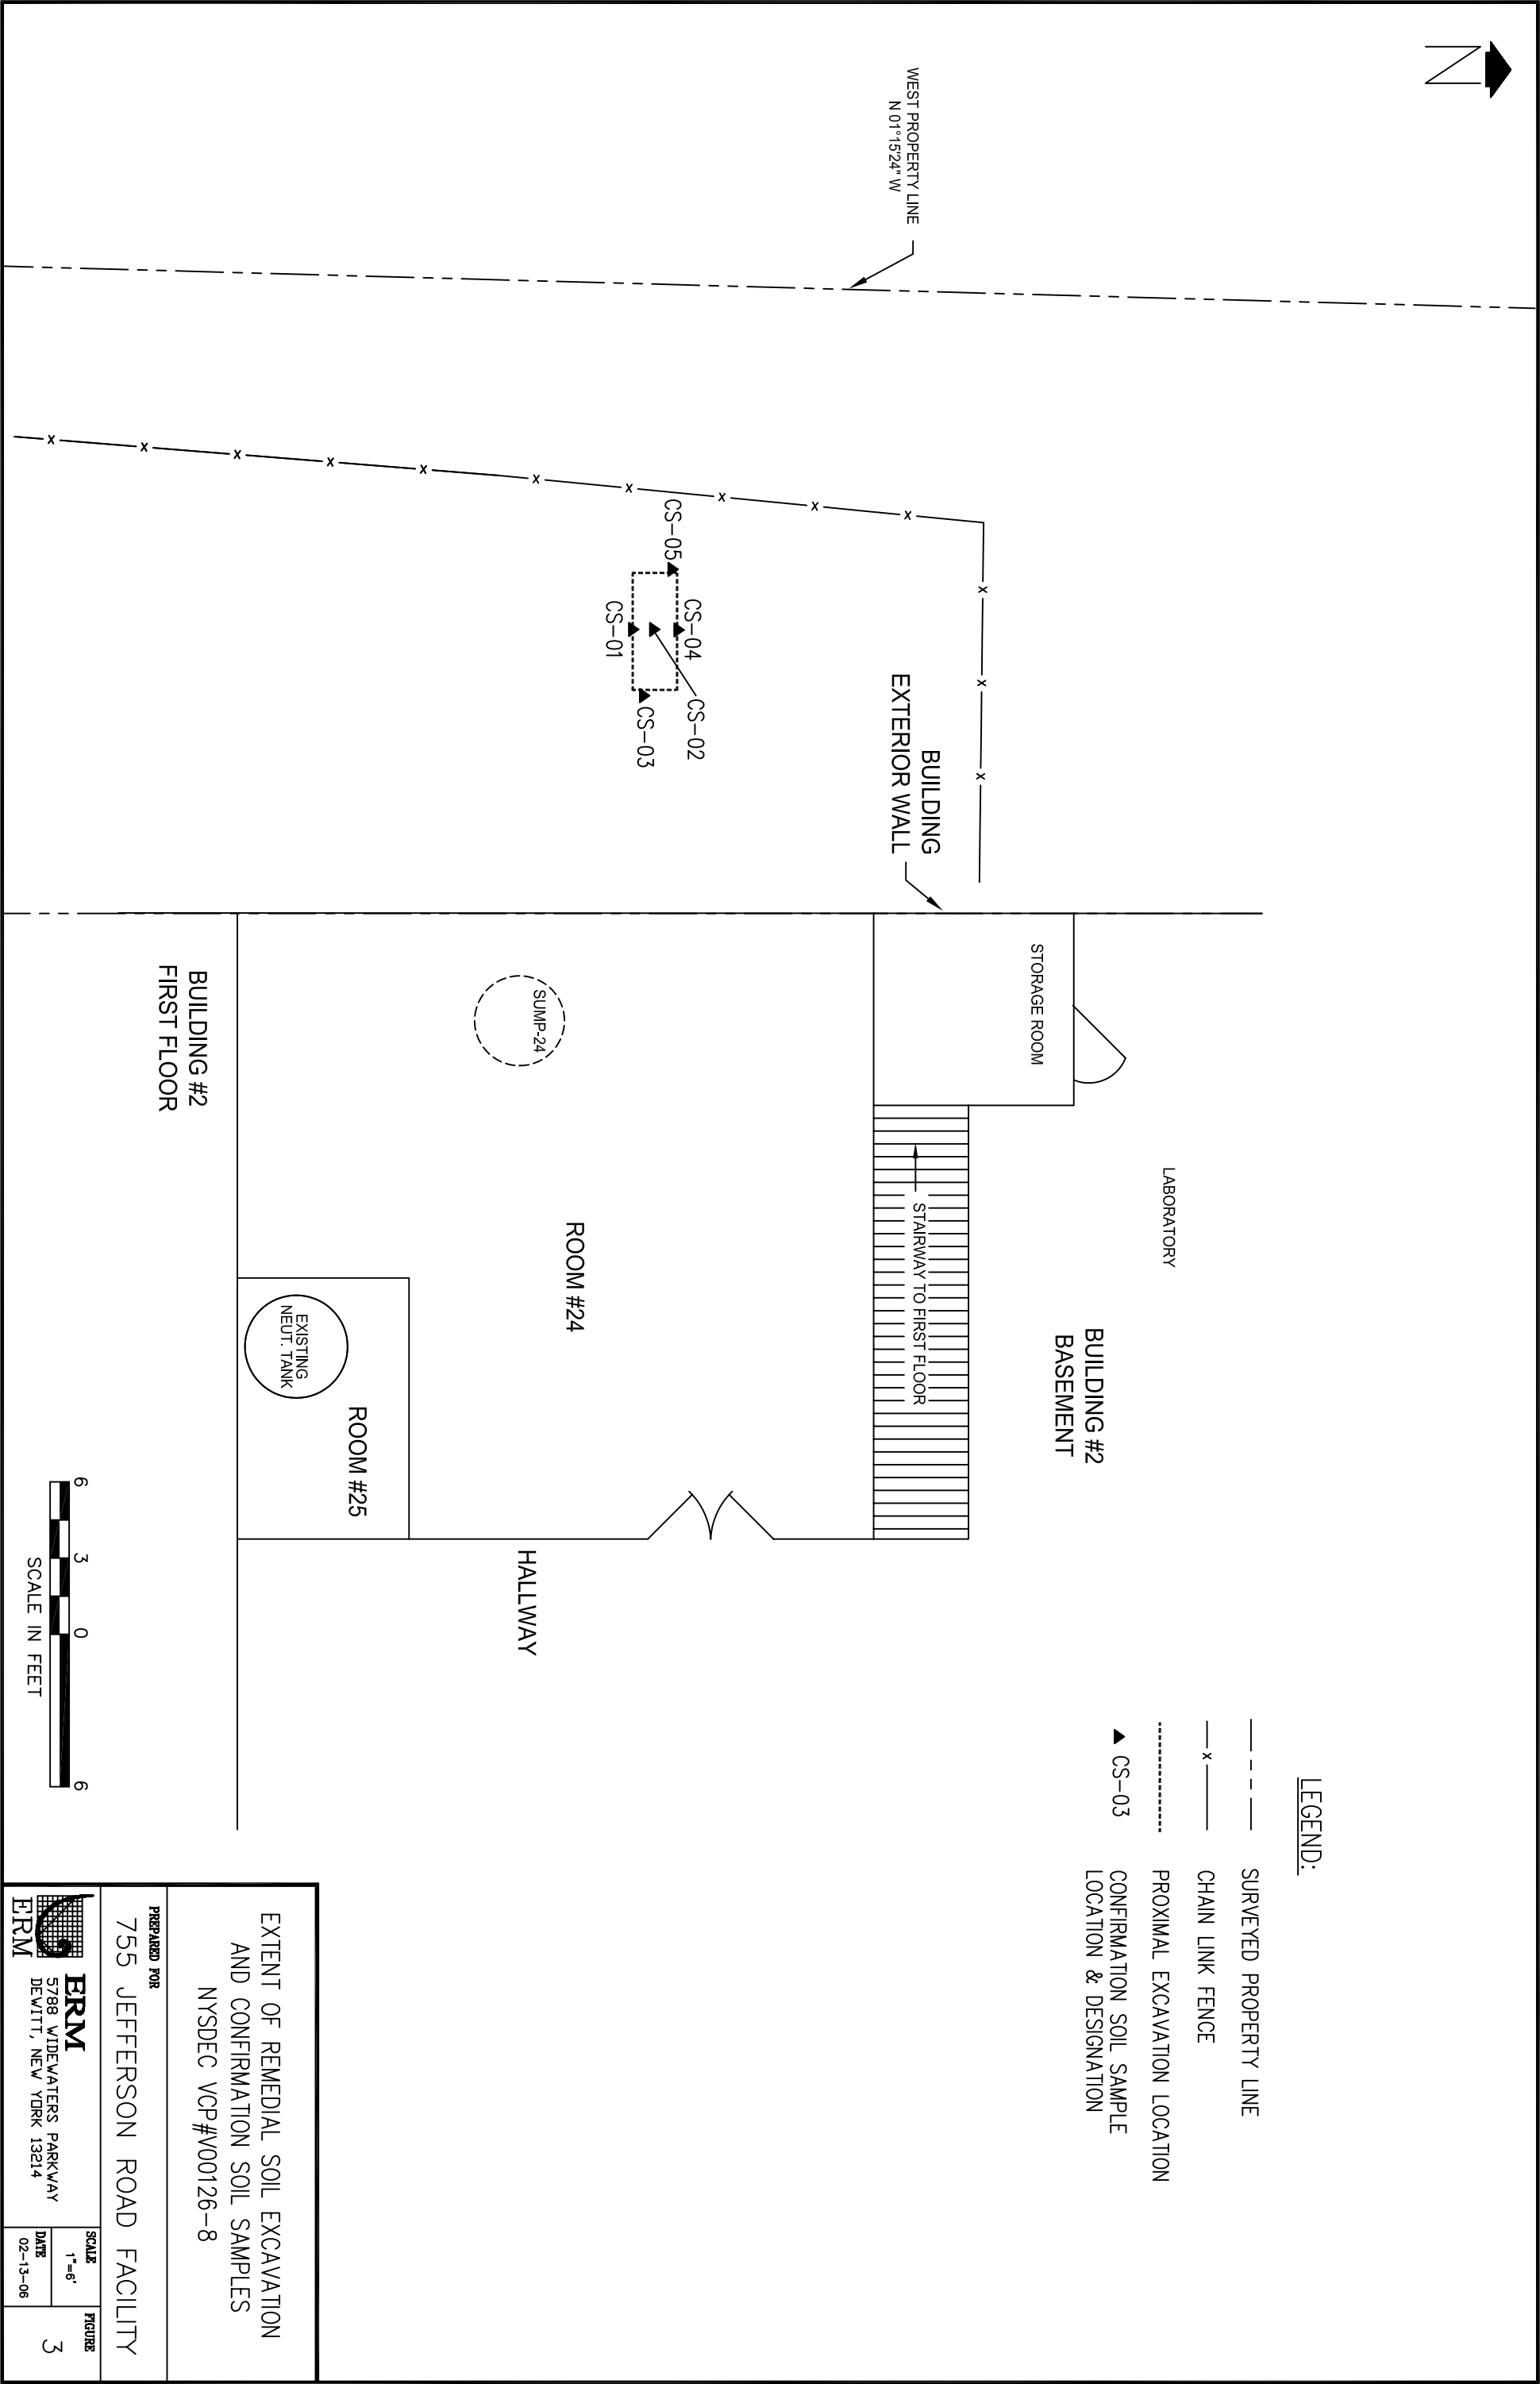 N
WEST PROPERTY LINE
N 01°15'24" W
CS-05
CS-04
CS-01
CS-02
CS-03
BUILDING
EXTERIOR WALL
STORAGE ROOM
LABORATORY
BUILDING #2
BASEMENT
STAIRWAY TO FIRST FLOOR
SUMP-24
ROOM #24
EXISTING
NEUT. TANK
ROOM #25
HALLWAY
BUILDING #2
FIRST FLOOR
x
x
x
x
x
x
x
x
x
x
x
x
x
6 3 0 6
SCALE IN FEET
LEGEND:
SURVEYED PROPERTY LINE
x CHAIN LINK FENCE
PROXIMAL EXCAVATION LOCATION
CS-03 CONFIRMATION SOIL SAMPLE
LOCATION & DESIGNATION
EXTENT OF REMEDIAL SOIL EXCAVATION
AND CONFIRMATION SOIL SAMPLES
NYSDEC VCP#V00126-8
PREPARED FOR
755 JEFFERSON ROAD FACILITY
ERM
ERM
5788 WIDEWATERS PARKWAY
DEWITT, NEW YORK 13214
SCALE
1"=6'
DATE
02-13-06
FIGURE
3